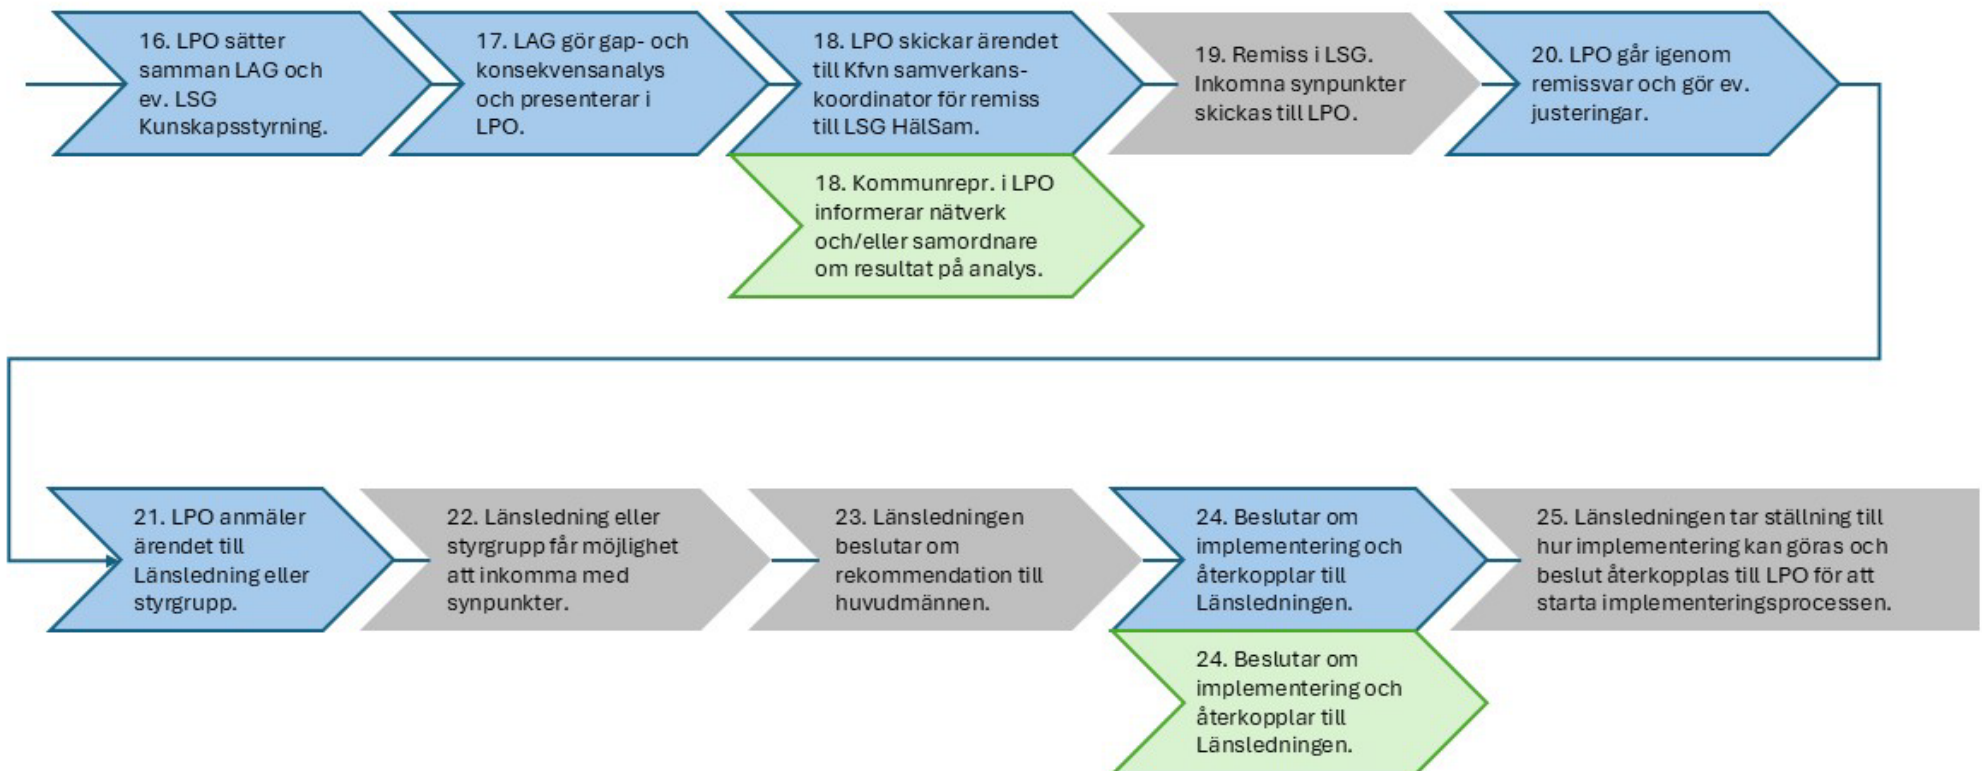 16. LPO sätter
samman LAG och
ev. LSG
Kunskapsstyrning.
17. LAG gör gap- och
konsekvensanalys
och presenterar i
LPO.
18. LPO skickar ärendet
till Kfvn samverkans-
koordinator för remiss
till LSG HälSam.
19. Remiss i LSG.
Inkomna synpunkter
skickas till LPO.
20. LPO går igenom
remissvar och gör ev.
justeringar.
18. Kommunrepr. i LPO
informerar nätverk
och/eller samordnare
om resultat på analys.
21. LPO anmäler
ärendet till
Länsledning eller
styrgrupp.
22. Länsledning eller
styrgrupp får möjlighet
att inkomma med
synpunkter.
23. Länsledningen
beslutar om
rekommendation till
huvudmännen.
24. Beslutar om
implementering och
återkopplar till
Länsledningen.
25. Länsledningen tar ställning till
hur implementering kan göras och
beslut återkopplas till LPO för att
starta implementeringsprocessen.
24. Beslutar om
implementering och
återkopplar till
Länsledningen.